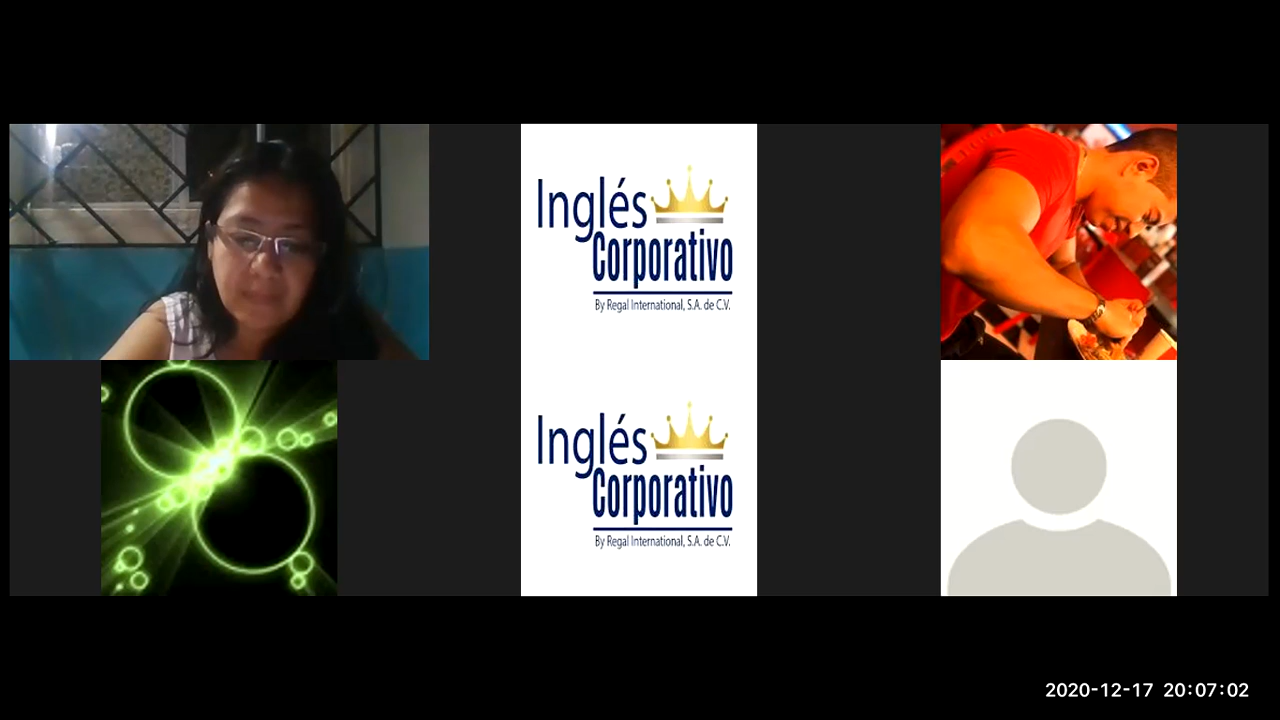 Inglés
Corporativo
By Regal International, S.A. de C.V.
Inglés
Corporativo
By Regal International, S.A. de C.V.
2020-12-17 20:07:02